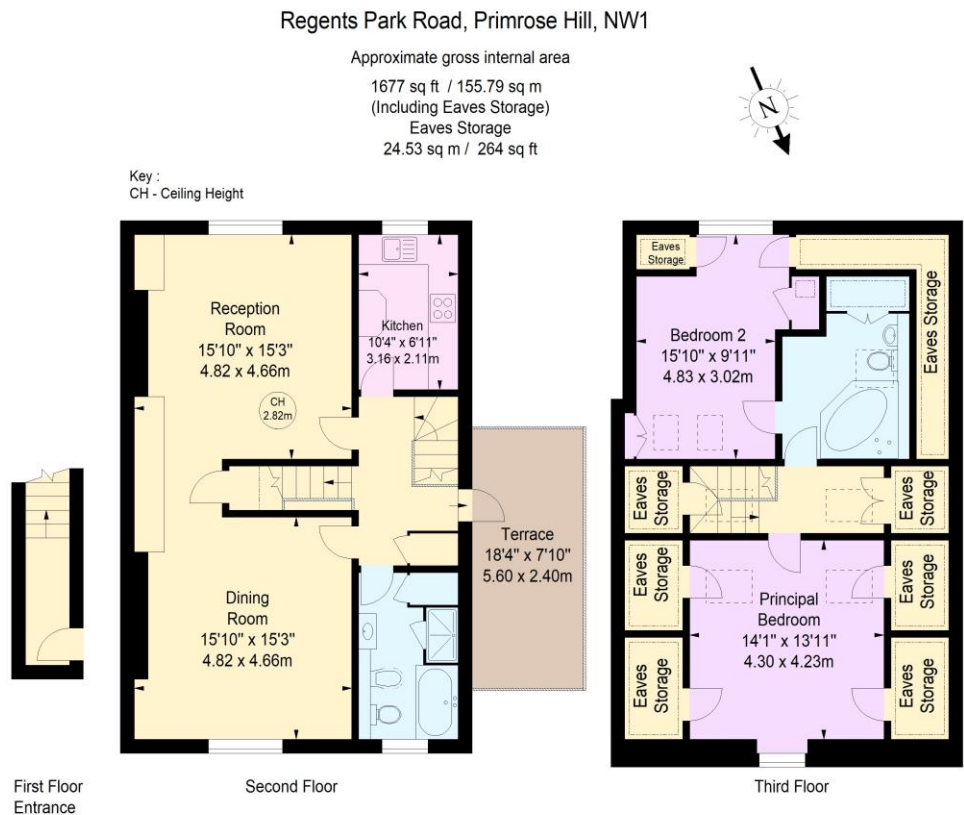 Regents Park Road, Primrose Hill, NW1
Approximate gross internal area
1677 sq ft / 155.79 sq m
(Including Eaves Storage)
Eaves Storage
24.53 sq m / 264 sq ft
N
Key :
CH - Ceiling Height
Reception
Room
15'10" x 15'3"
4.82 x 4.66m
CH
2.82m
Kitchen
10'4" x 6'11"
3.16 x 2.11m
Terrace
18'4" x 7'10"
5.60 x 2.40m
Dining
Room
15'10" x 15'3"
4.82 x 4.66m
Eaves
Storage
Bedroom 2
15'10" x 9'11"
4.83 x 3.02m
Eaves Storage
Eaves
Storage
Eaves
Storage
Eaves
Storage
Principal
Bedroom
14'1" x 13'11"
4.30 x 4.23m
Eaves
Storage
Eaves
Storage
Eaves
Storage
First Floor
Entrance
Second Floor
Third Floor